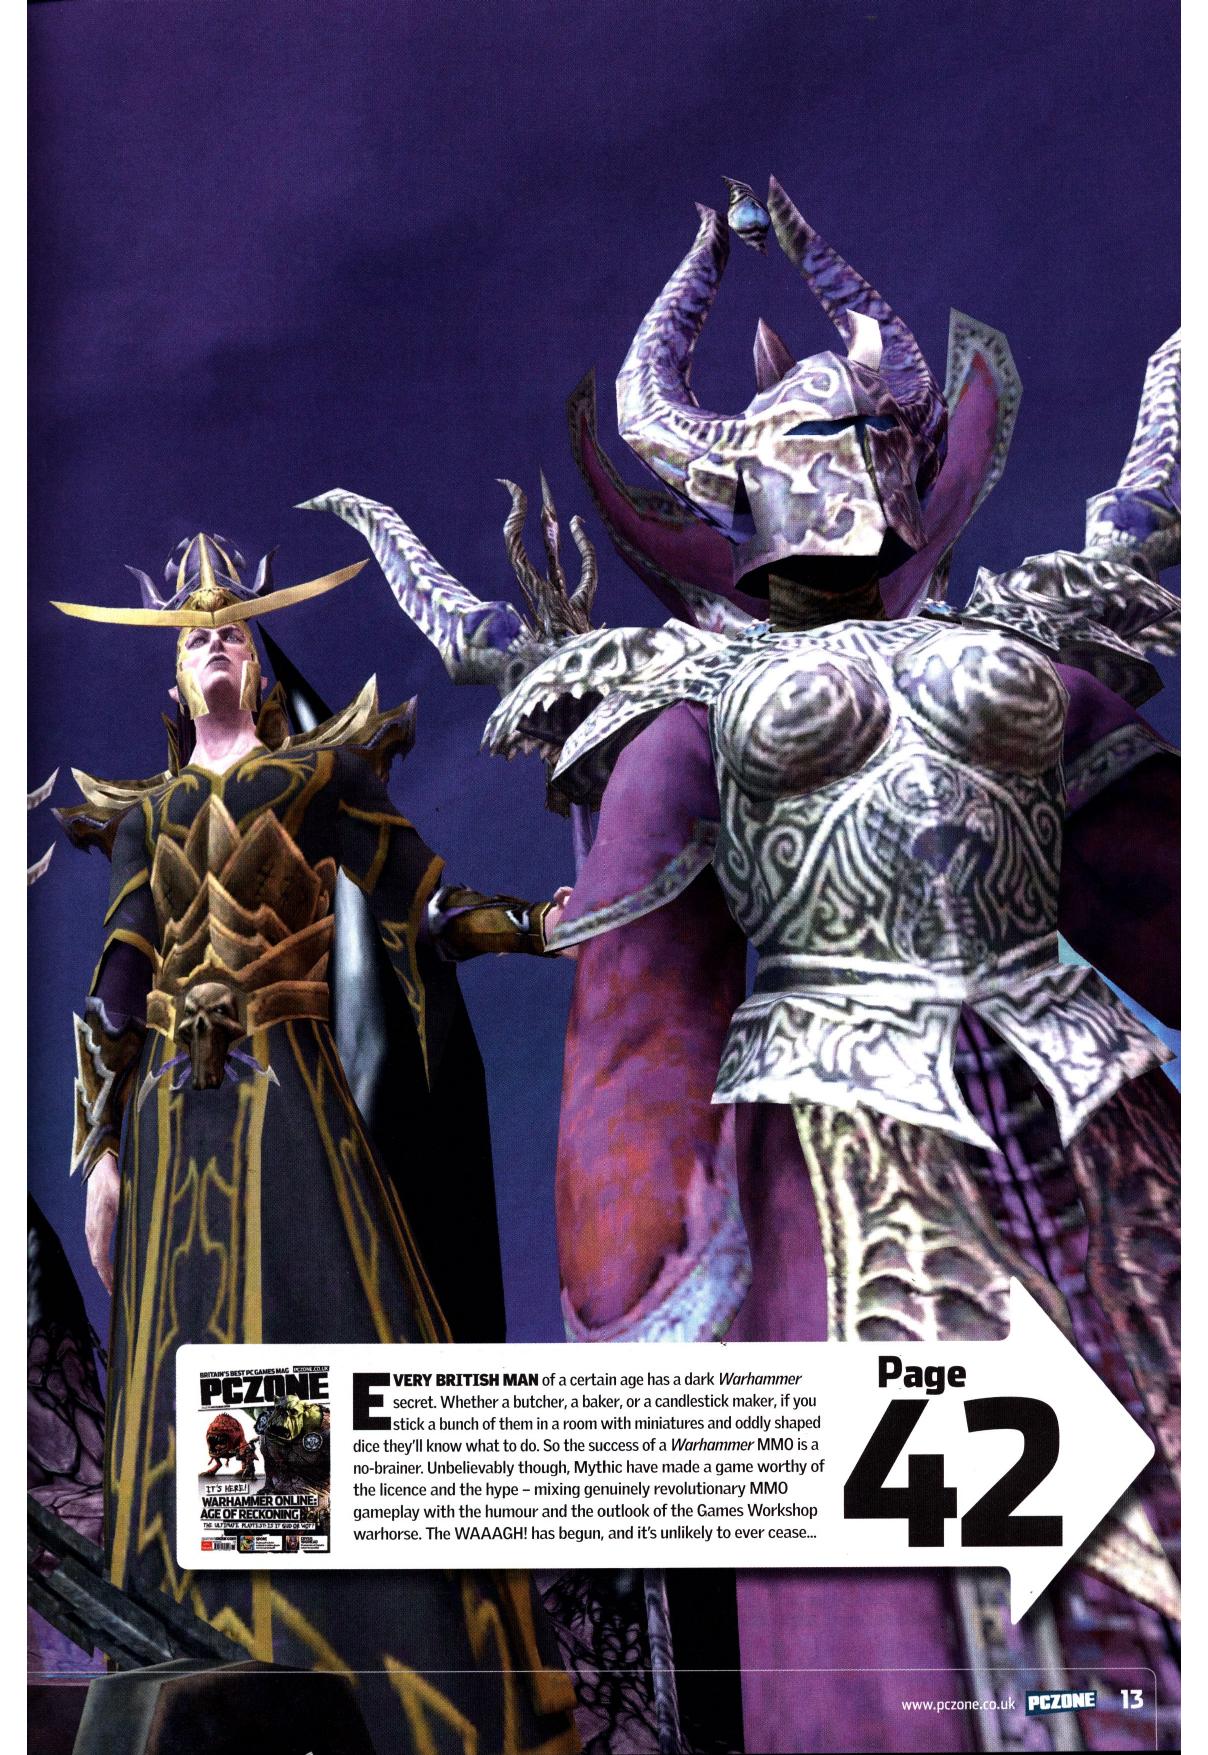 BRITAIN'S BEST PC GAMES MAG PCZONE.CO.UK
PCZONE
IT'S HERE!
WARHAMMER ONLINE:
AGE OF RECKONING
EVERY BRITISH MAN of a certain age has a dark Warhammer
secret. Whether a butcher, a baker, or a candlestick maker, if you
stick a bunch of them in a room with miniatures and oddly shaped
dice they'll know what to do. So the success of a Warhammer MMO is a
no-brainer. Unbelievably though, Mythic have made a game worthy of
the licence and the hype – mixing genuinely revolutionary MMO
gameplay with the humour and the outlook of the Games Workshop
warhorse. The WAAAGH! has begun, and it's unlikely to ever cease...
Page
42
www.pczone.co.uk PCZONE 13